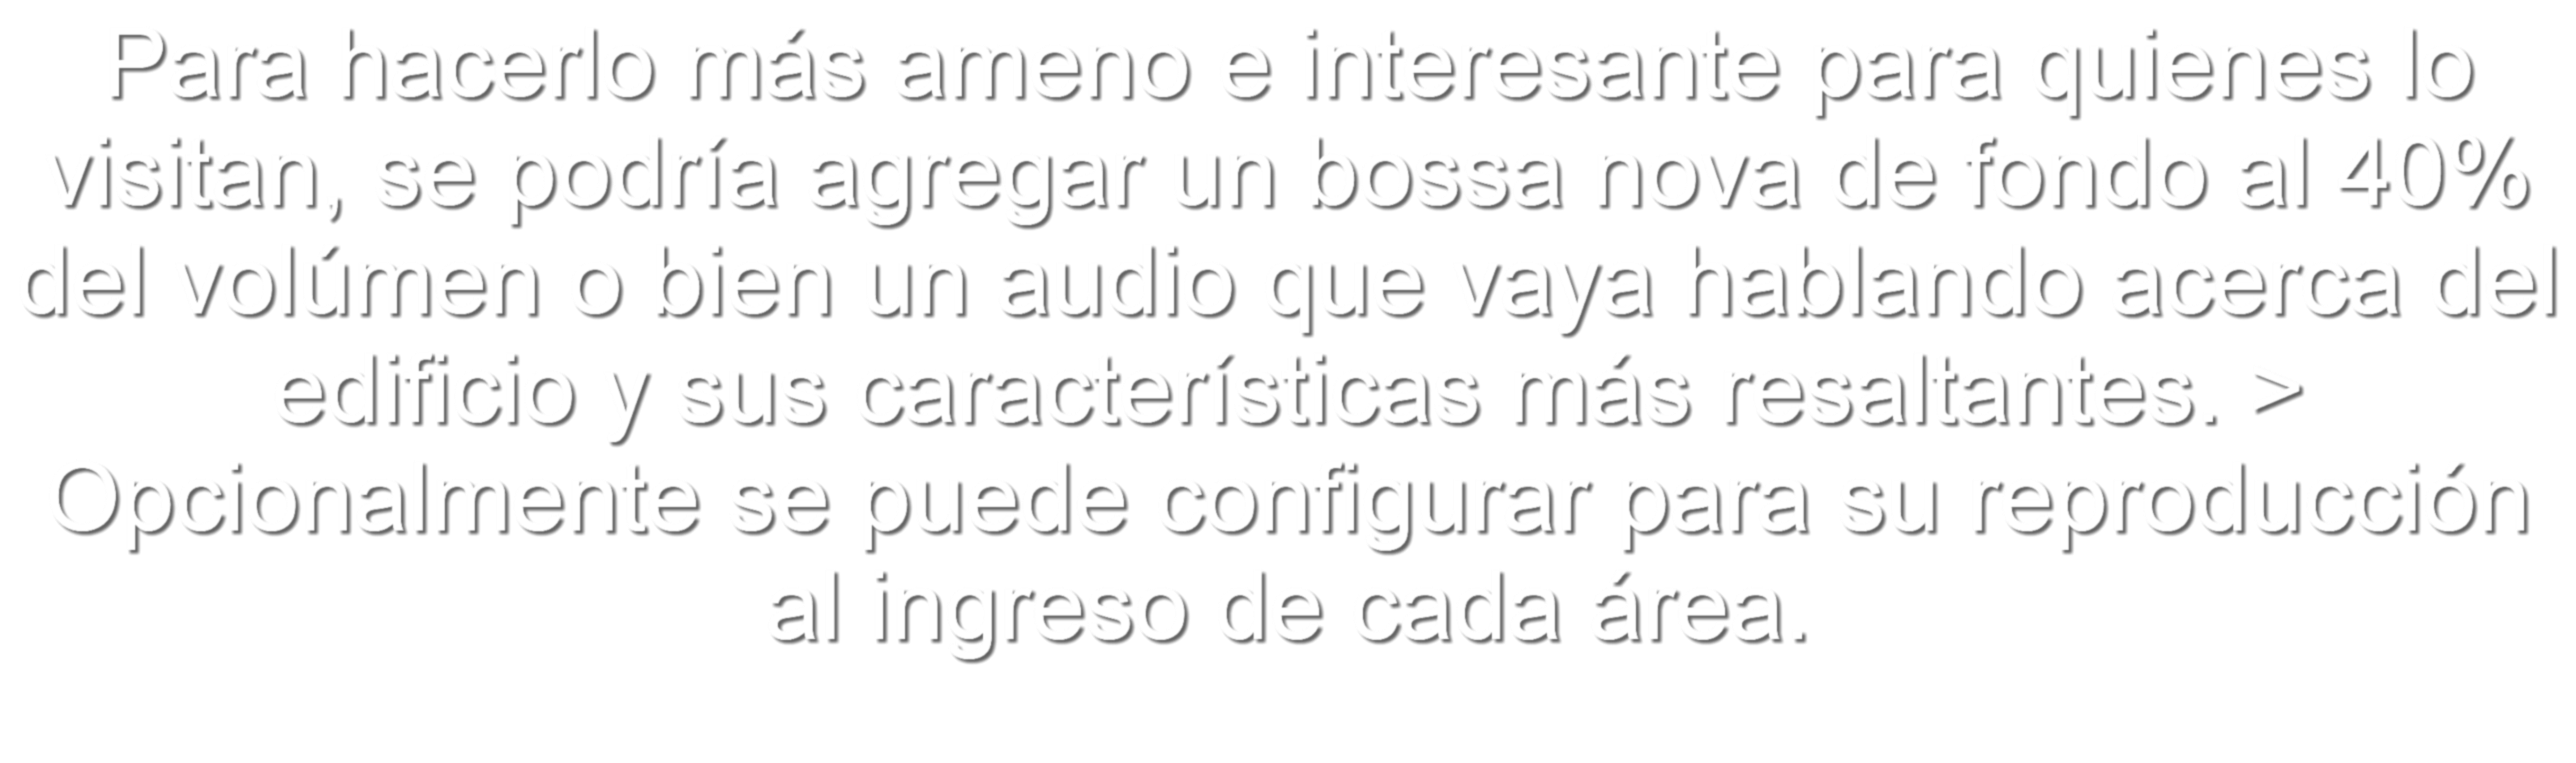 Para hacerlo más ameno e interesante para quienes lo
visitan, se podría agregar un bossa nova de fondo al 40%
del volúmen o bien un audio que vaya hablando acerca del
edificio y sus características más resaltantes. >
Opcionalmente se puede configurar para su reproducción
al ingreso de cada área.